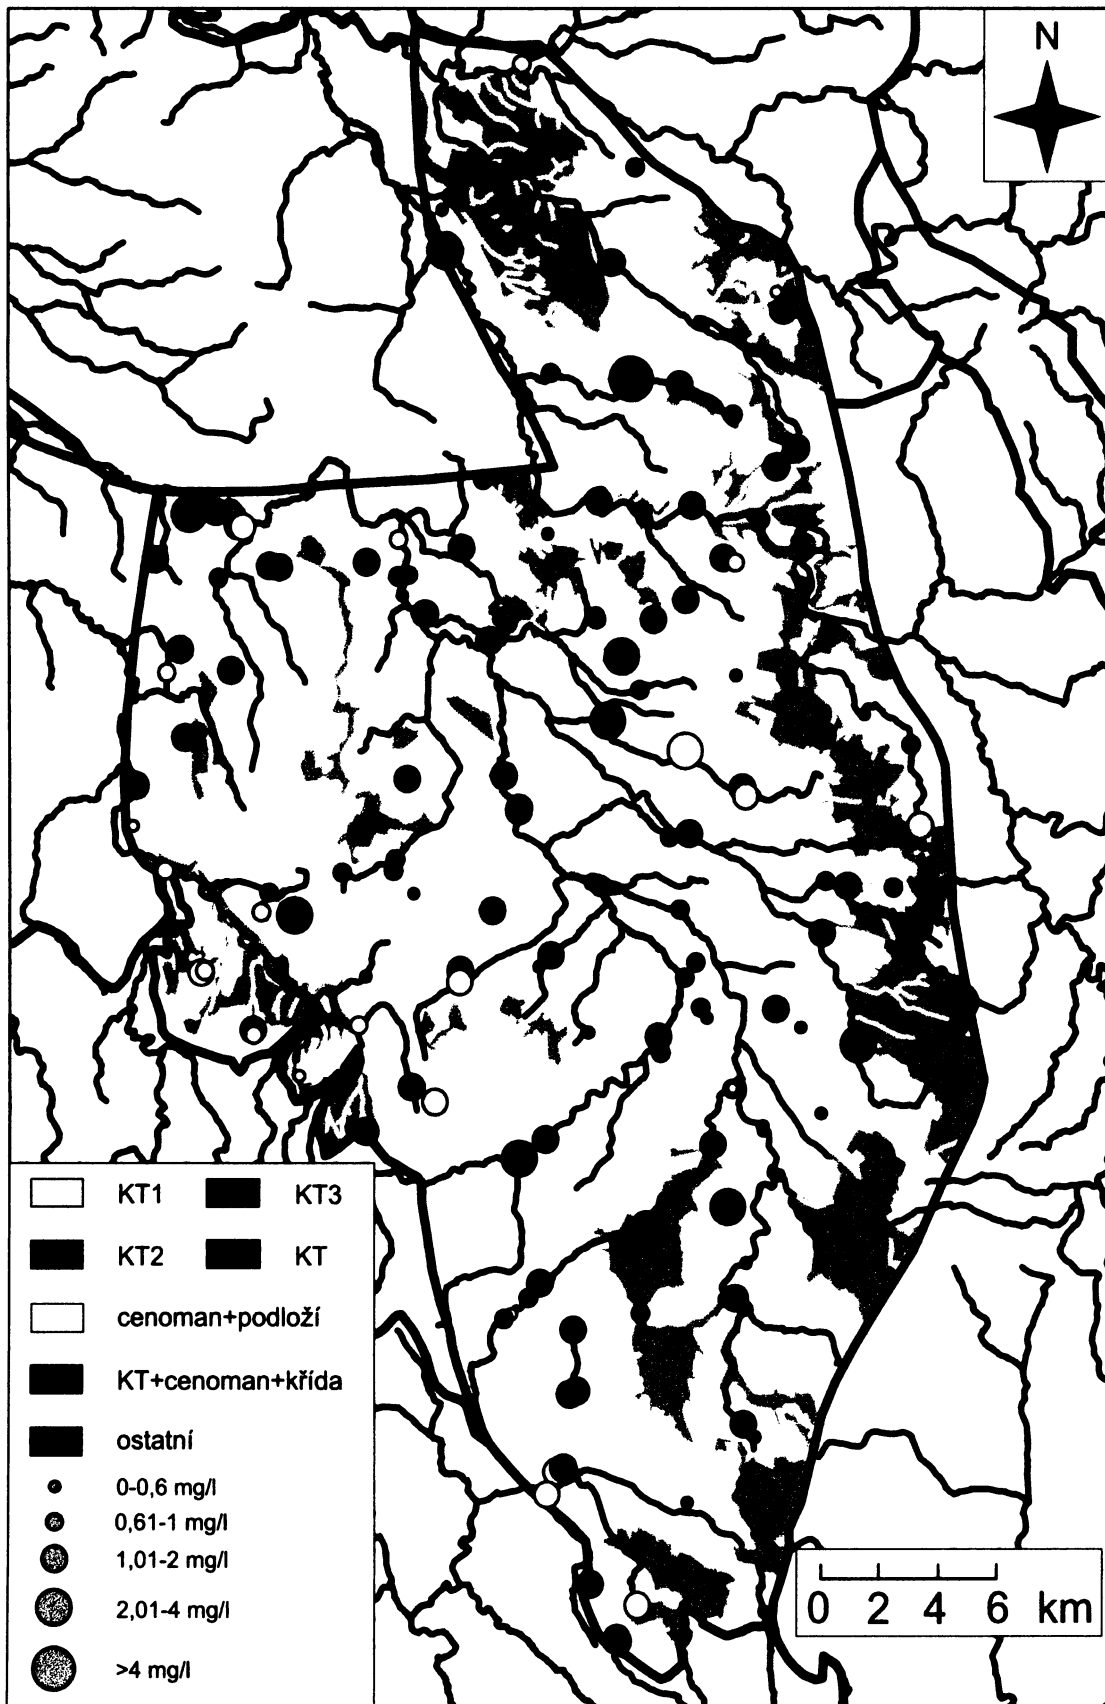 N
KT1 KT3
KT2 KT
cenoman+podloží
KT+cenoman+křída
ostatní
0-0,6 mg/l
0,61-1 mg/l
1,01-2 mg/l
2,01-4 mg/l
>4 mg/l
0 2 4 6 km